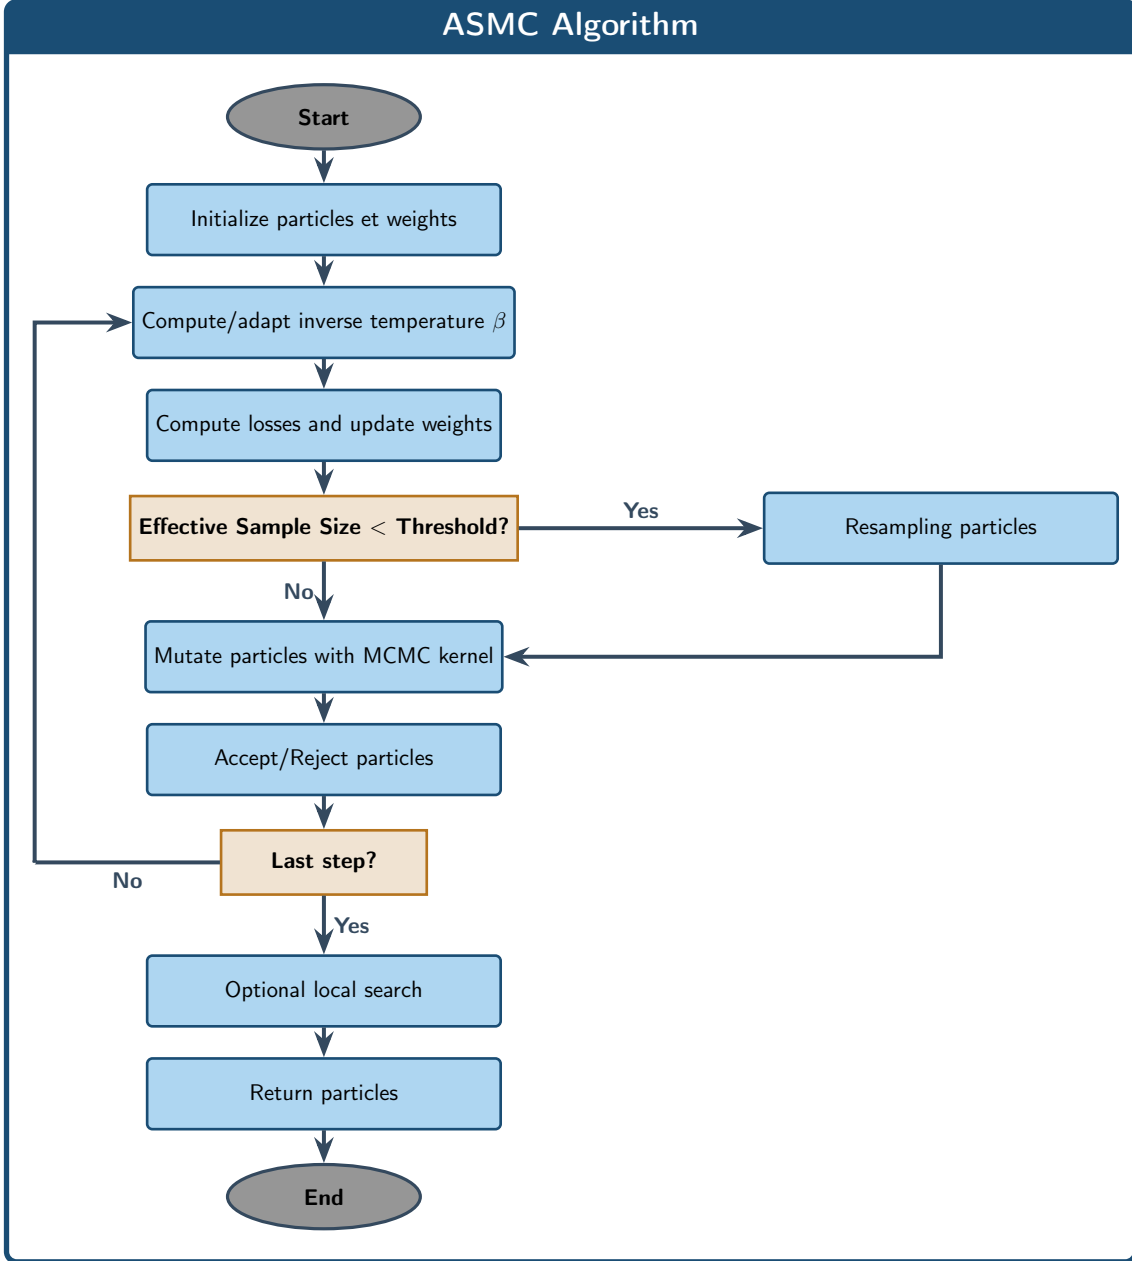 ASMC Algorithm
Start
Initialize particles et weights
Compute/adapt inverse temperature β
Compute losses and update weights
Effective Sample Size < Threshold?
Yes
Resampling particles
No
Mutate particles with MCMC kernel
Accept/Reject particles
Last step?
No
Yes
Optional local search
Return particles
End